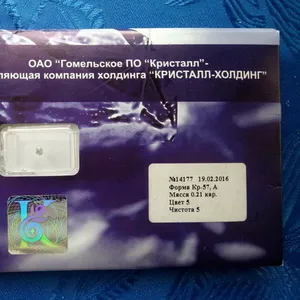 ОАО "Гомельское ПО "Кристалл"-
ляющая компания холдинга "КРИСТАЛЛ-ХОЛДИНГ"
№14177 19.02.2016
Форма Кр-57, А
Масса 0.21 кар.
Цвет 5
Чистота 5